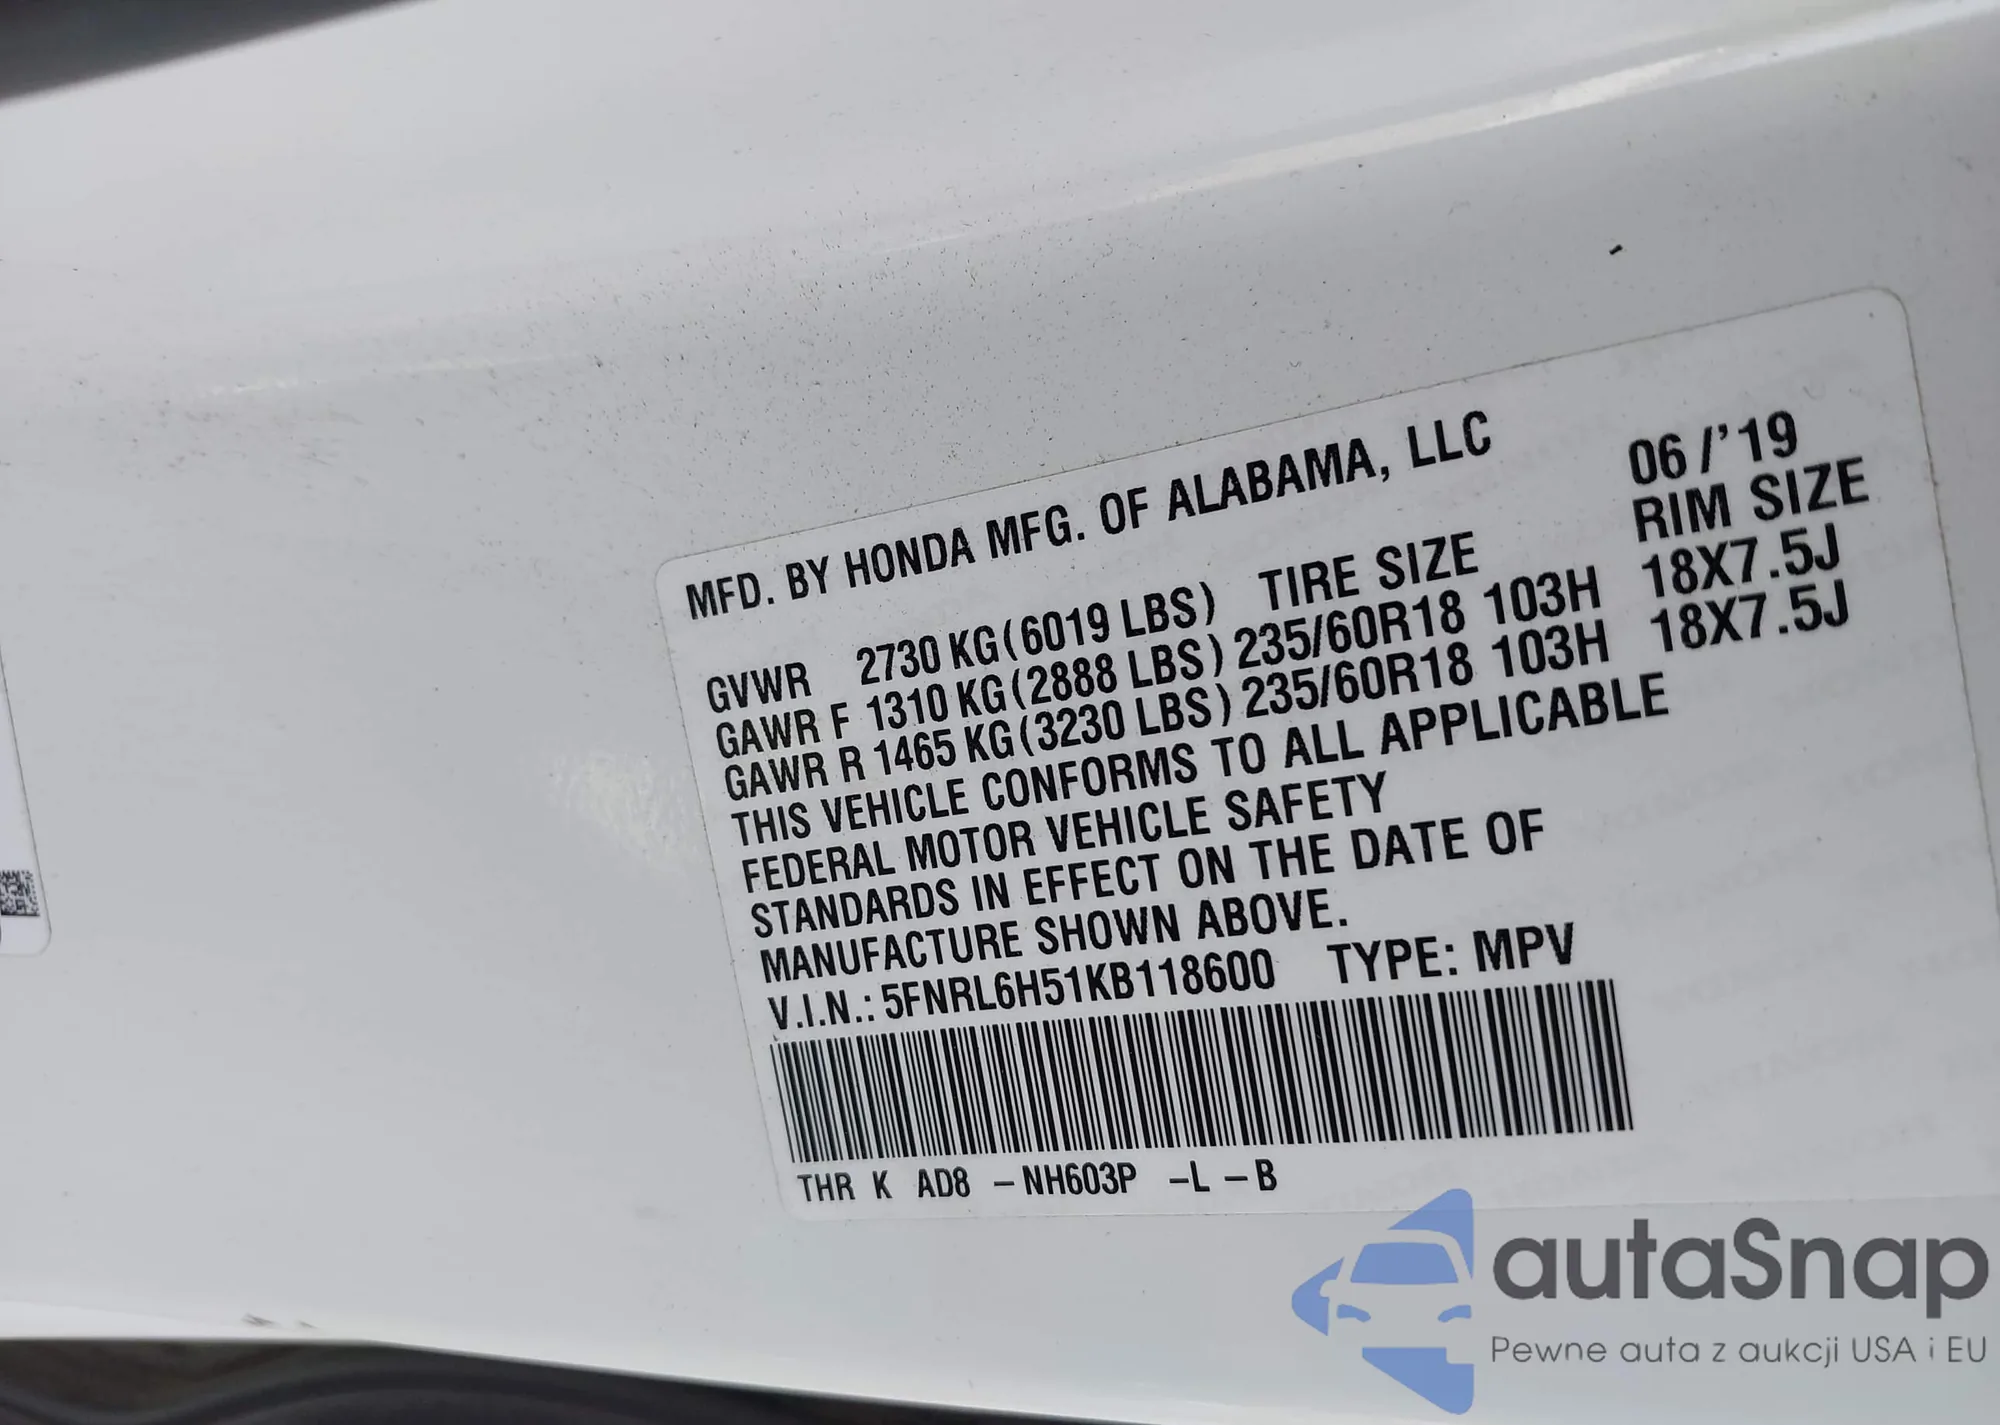 MFD. BY HONDA MFG. OF ALABAMA, LLC 06/'19
GVWR 2730 KG(6019 LBS) TIRE SIZE RIM SIZE
GAWR F 1310 KG(2888 LBS) 235/60R18 103H 18X7.5J
GAWR R 1465 KG(3230 LBS) 235/60R18 103H 18X7.5J
THIS VEHICLE CONFORMS TO ALL APPLICABLE
FEDERAL MOTOR VEHICLE SAFETY
STANDARDS IN EFFECT ON THE DATE OF
MANUFACTURE SHOWN ABOVE.
V.I.N.: 5FNRL6H51KB118600 TYPE: MPV
THR K AD8 –NH603P –L –B
autaSnap
Pewne auta z aukcji USA i EU